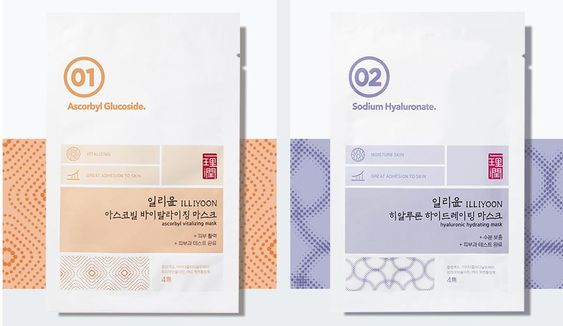 01
Ascorbyl Glucoside.
VITALIZING
GREAT ADHESION TO SKIN
일리윤 ILLIYOON
아스코빌 바이탈라이징 마스크
ascorbyl vitalizing mask
+ 피부 활력
+ 피부과 테스트 완료
4無
02
Sodium Hyaluronate.
MOISTURE SKIN
GREAT ADHESION TO SKIN
일리윤 ILLIYOON
히알루론 하이드레이팅 마스크
hyaluronic hydrating mask
+ 수분 보충
+ 피부과 테스트 완료
4無